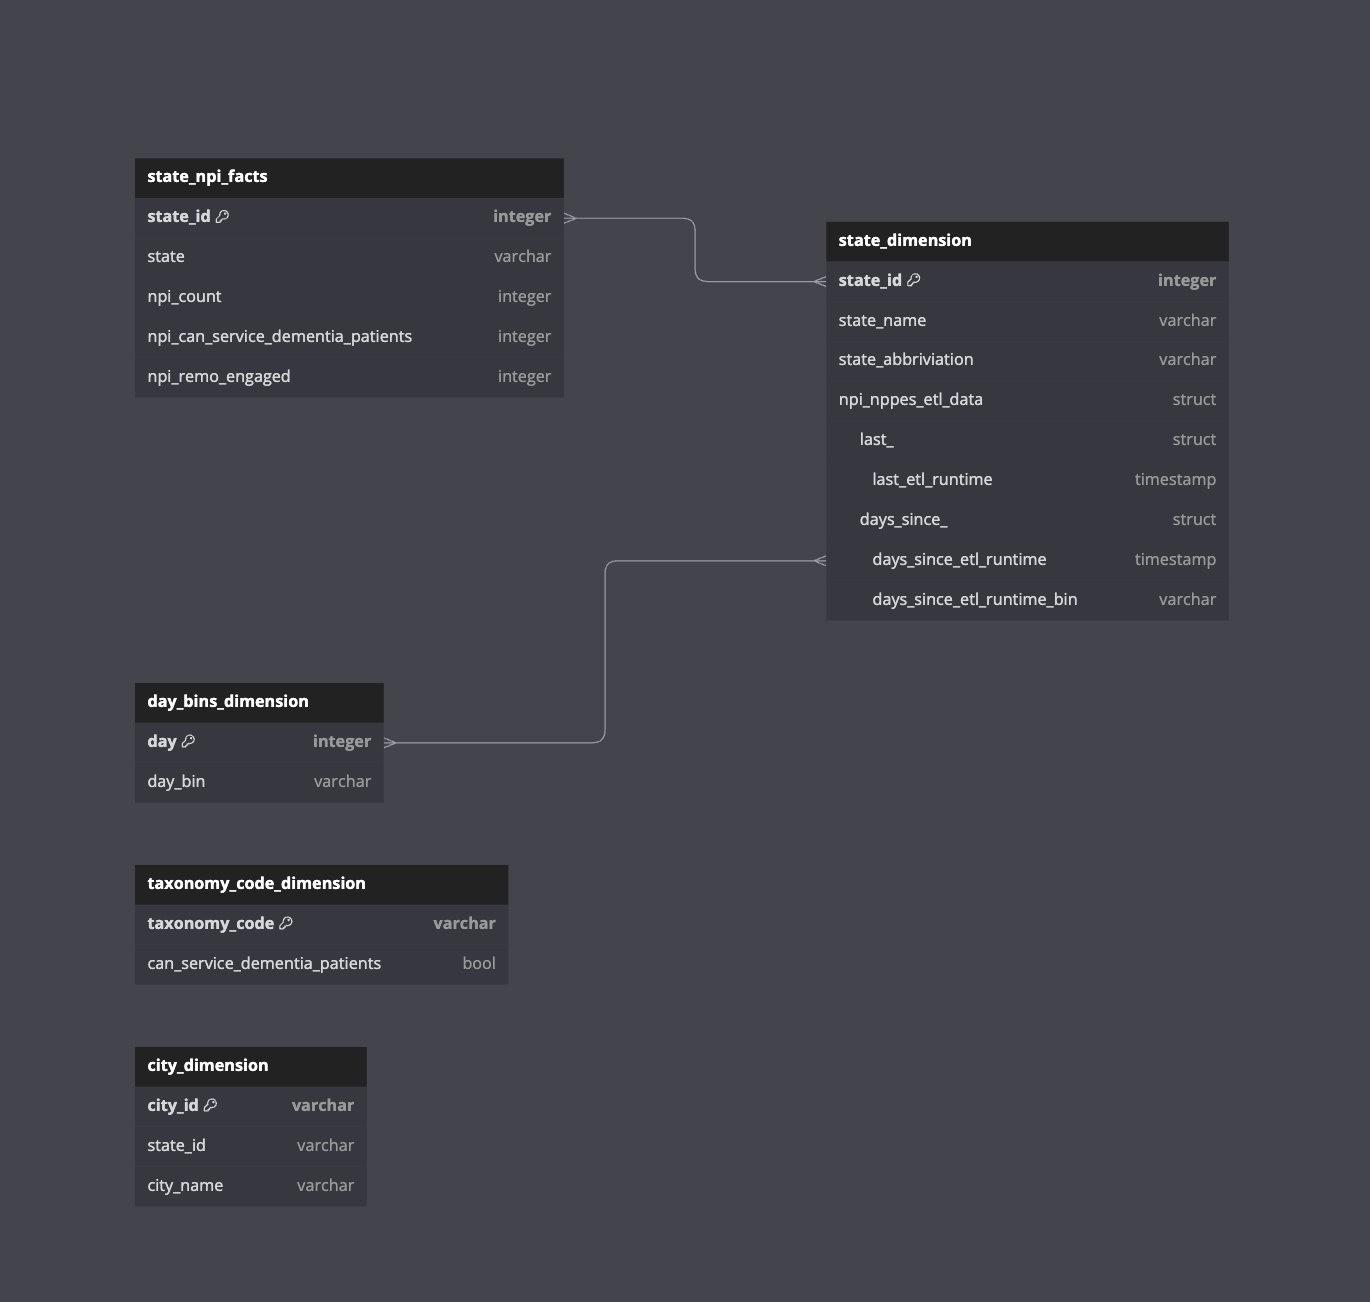 state_npi_facts
state_id integer
state varchar
npi_count integer
npi_can_service_dementia_patients integer
npi_remo_engaged integer
state_dimension
state_id integer
state_name varchar
state_abbriviation varchar
npi_nppes_etl_data struct
last_ struct
last_etl_runtime timestamp
days_since_ struct
days_since_etl_runtime timestamp
days_since_etl_runtime_bin varchar
day_bins_dimension
day integer
day_bin varchar
taxonomy_code_dimension
taxonomy_code varchar
can_service_dementia_patients bool
city_dimension
city_id varchar
state_id varchar
city_name varchar